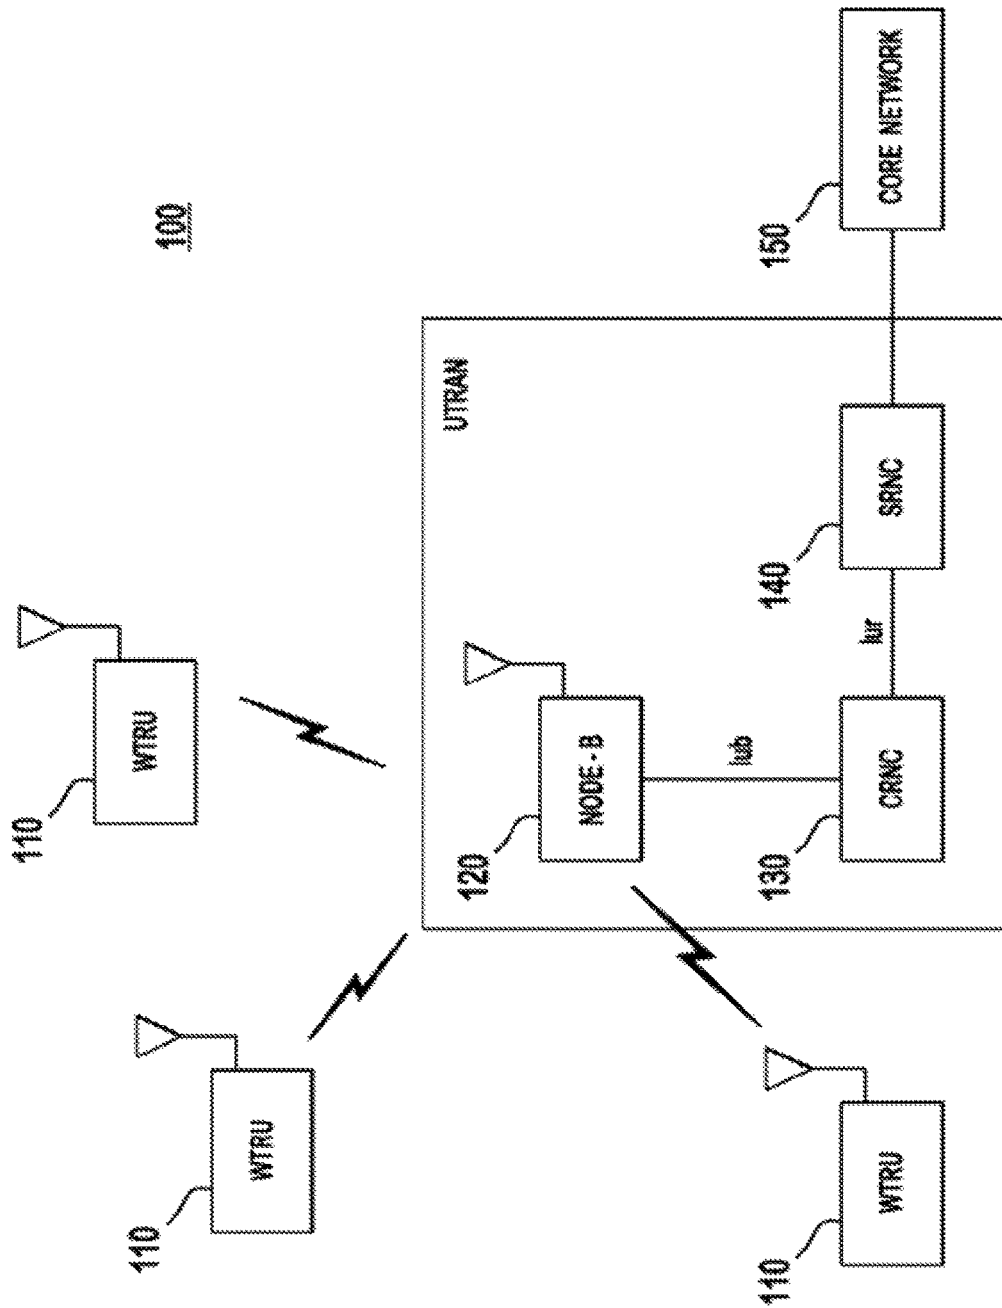 100
110
WTRU
110
WTRU
110
WTRU
UTRAN
120
NODE - B
Iub
130
CRNC
Iur
140
SRNC
150
CORE NETWORK